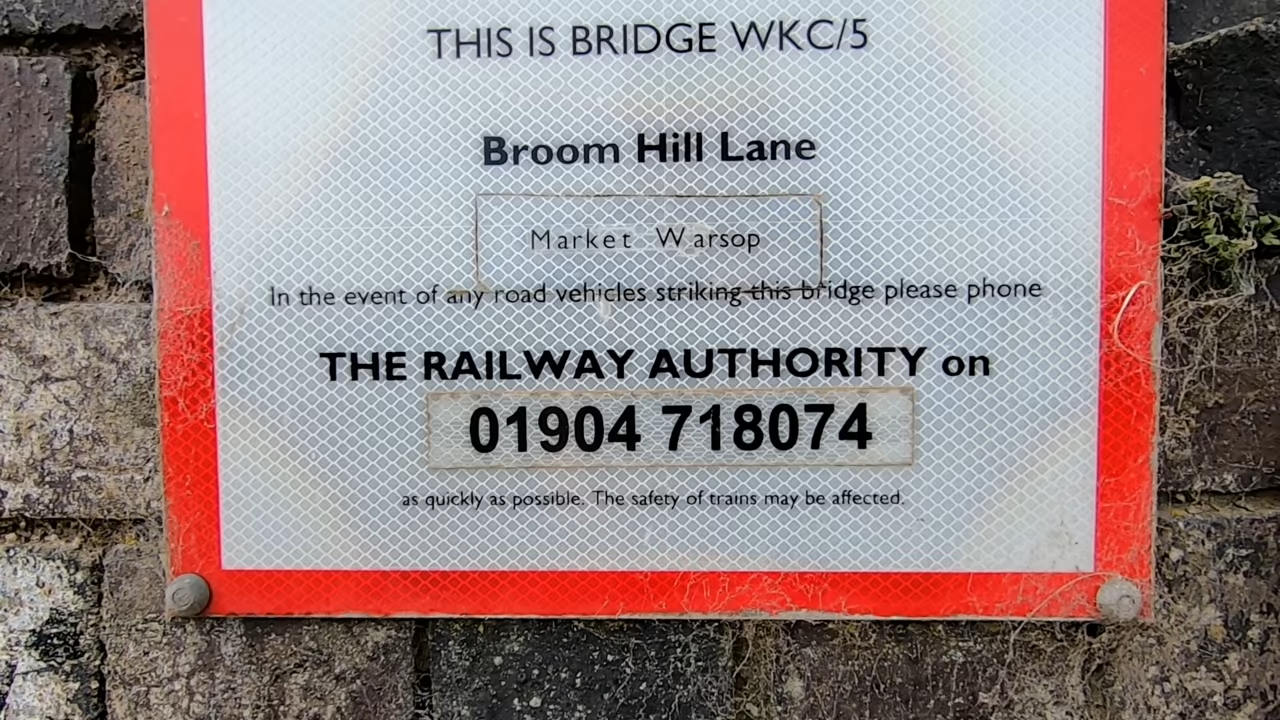 THIS IS BRIDGE WKC/5
Broom Hill Lane
Market Warsop
In the event of any road vehicles striking this bridge please phone
THE RAILWAY AUTHORITY on
01904 718074
as quickly as possible. The safety of trains may be affected.